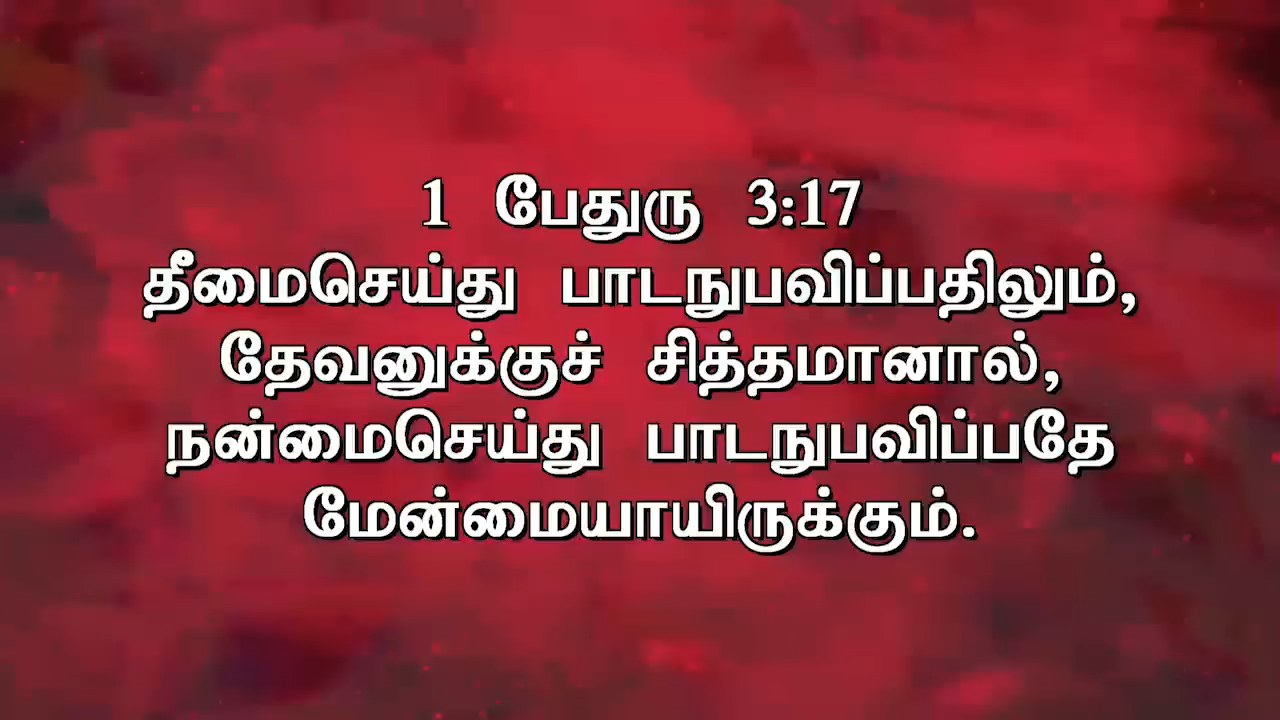 1 பேதுரு 3:17
தீமைசெய்து பாடநுபவிப்பதிலும்,
தேவனுக்குச் சித்தமானால்,
நன்மைசெய்து பாடநுபவிப்பதே
மேன்மையாயிருக்கும்.